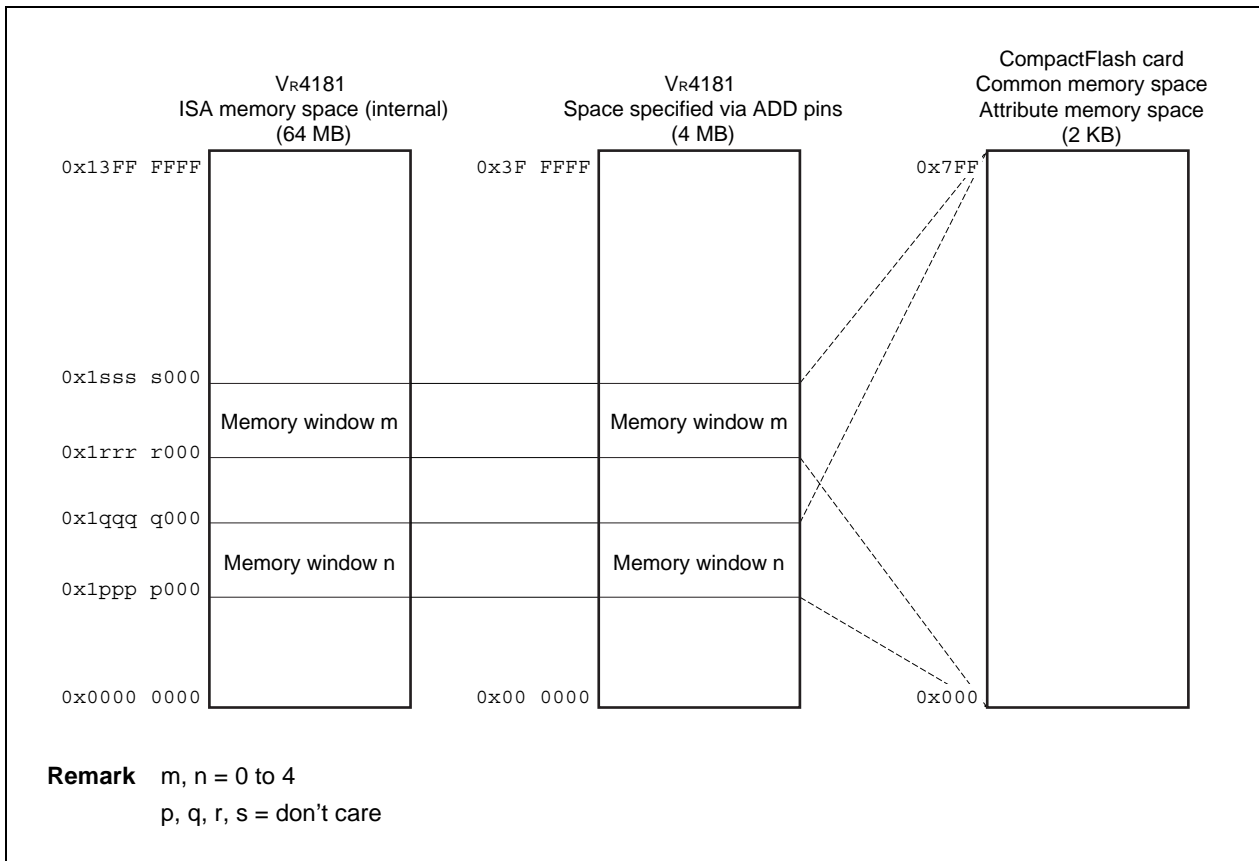 VR4181
ISA memory space (internal)
(64 MB)
VR4181
Space specified via ADD pins
(4 MB)
CompactFlash card
Common memory space
Attribute memory space
(2 KB)
0x13FF FFFF
0x3F FFFF
0x7FF
0x1sss s000
Memory window m
Memory window m
0x1rrr r000
0x1qqq q000
Memory window n
Memory window n
0x1ppp p000
0x0000 0000
0x00 0000
0x000
Remark m, n = 0 to 4
p, q, r, s = don't care